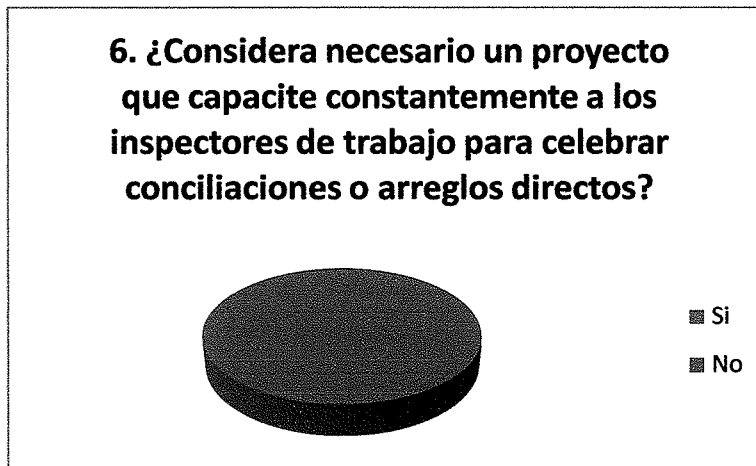 6. ¿Considera necesario un proyecto
que capacite constantemente a los
inspectores de trabajo para celebrar
conciliaciones o arreglos directos?
Si
No